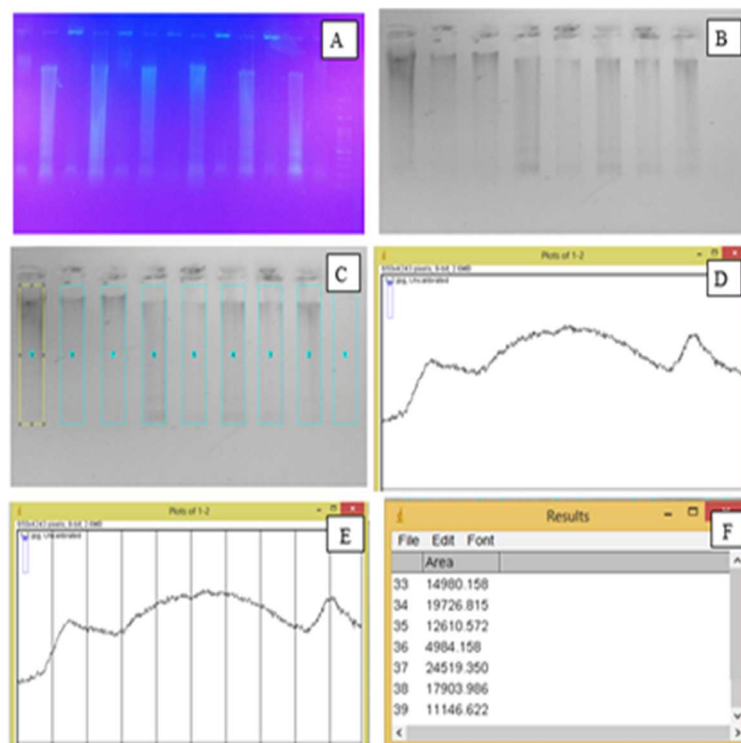 A
B
C
Plots of 1-2
D
Plots of 1-2
E
Results
F
File Edit Font
Area
33 14980.158
34 19726.815
35 12610.572
36 4984.158
37 24519.350
38 17903.986
39 11146.622